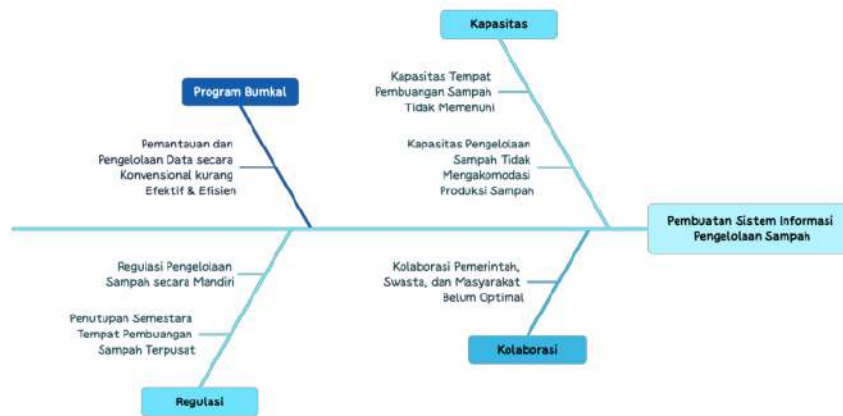 Kapasitas
Kapasitas Tempat
Pembuangan Sampah
Tidak Memenuni
Program Bumkal
Pemantauan dan
Pengelolaan Data secara
Konvensional kurang
Efektif & Efisien
Kapasitas Pengelolaan
Sampah Tidak
Mengakomodasi
Produksi Sampah
Pembuatan Sistem Informasi
Pengelolaan Sampah
Regulasi Pengelolaan
Sampah secara Mandiri
Kolaborasi Pemerintah,
Swasta, dan Masyarakat
Belum Optimal
Penutupan Semestara
Tempat Pembuangan
Sampah Terpusat
Kolaborasi
Regulasi